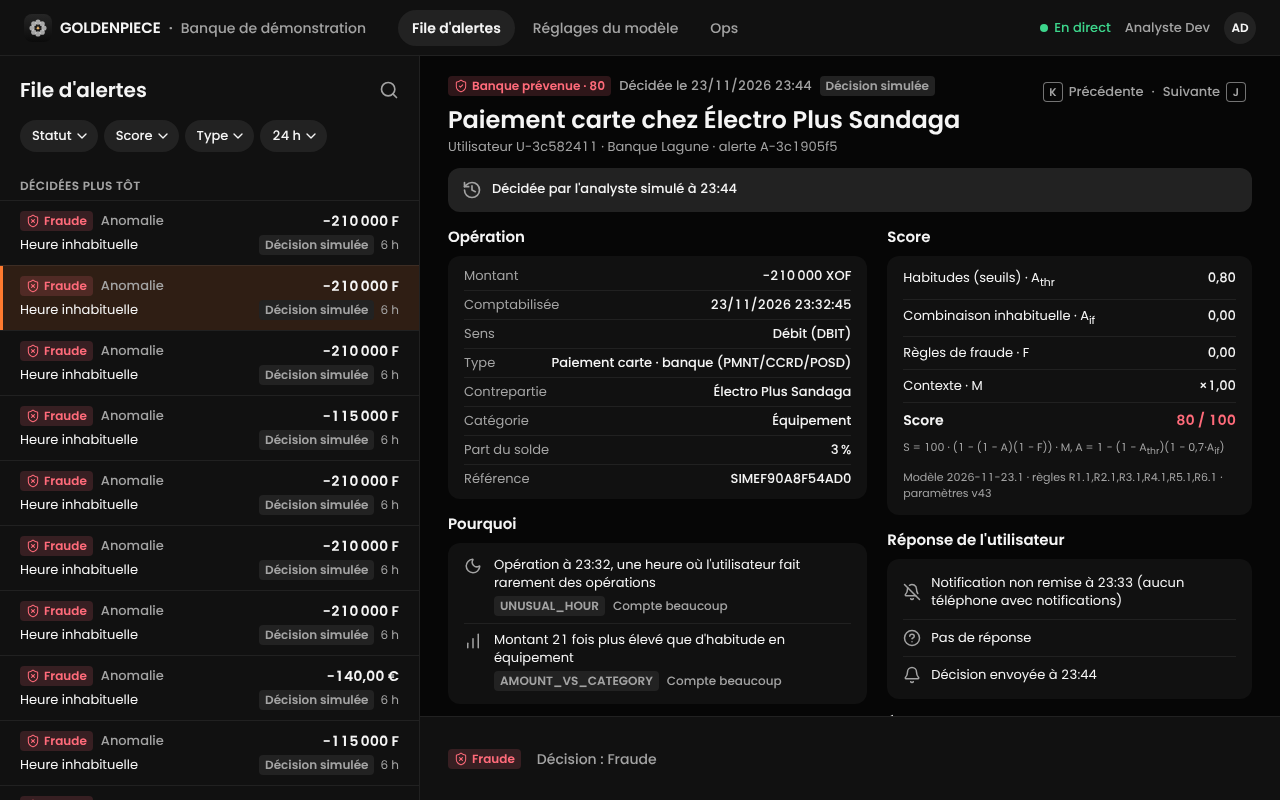 GOLDENPIECE · Banque de démonstration
File d'alertes
Réglages du modèle
Ops
En direct
Analyste Dev
AD
File d'alertes
Statut
Score
Type
24 h
DÉCIDÉES PLUS TÔT
Fraude Anomalie -210 000 F
Heure inhabituelle Décision simulée 6 h
Fraude Anomalie -210 000 F
Heure inhabituelle Décision simulée 6 h
Fraude Anomalie -210 000 F
Heure inhabituelle Décision simulée 6 h
Fraude Anomalie -115 000 F
Heure inhabituelle Décision simulée 6 h
Fraude Anomalie -210 000 F
Heure inhabituelle Décision simulée 6 h
Fraude Anomalie -210 000 F
Heure inhabituelle Décision simulée 6 h
Fraude Anomalie -210 000 F
Heure inhabituelle Décision simulée 6 h
Fraude Anomalie -140,00 €
Heure inhabituelle Décision simulée 6 h
Fraude Anomalie -115 000 F
Heure inhabituelle Décision simulée 6 h
Banque prévenue · 80 Décidée le 23/11/2026 23:44 Décision simulée
K Précédente · Suivante J
Paiement carte chez Électro Plus Sandaga
Utilisateur U-3c582411 · Banque Lagune · alerte A-3c1905f5
Décidée par l'analyste simulé à 23:44
Opération
Montant -210 000 XOF
Comptabilisée 23/11/2026 23:32:45
Sens Débit (DBIT)
Type Paiement carte · banque (PMNT/CCRD/POSD)
Contrepartie Électro Plus Sandaga
Catégorie Équipement
Part du solde 3 %
Référence SIMEF90A8F54AD0
Pourquoi
Opération à 23:32, une heure où l'utilisateur fait
rarement des opérations
UNUSUAL_HOUR Compte beaucoup
Montant 21 fois plus élevé que d'habitude en
équipement
AMOUNT_VS_CATEGORY Compte beaucoup
Score
Habitudes (seuils) · Athr 0,80
Combinaison inhabituelle · Aif 0,00
Règles de fraude · F 0,00
Contexte · M ×1,00
Score 80 / 100
S = 100 · (1 − (1 − A)(1 − F)) · M, A = 1 − (1 − Athr)(1 − 0,7·Aif)
Modèle 2026-11-23.1 · règles R1.1,R2.1,R3.1,R4.1,R5.1,R6.1 ·
paramètres v43
Réponse de l'utilisateur
Notification non remise à 23:33 (aucun
téléphone avec notifications)
Pas de réponse
Décision envoyée à 23:44
Fraude Décision : Fraude